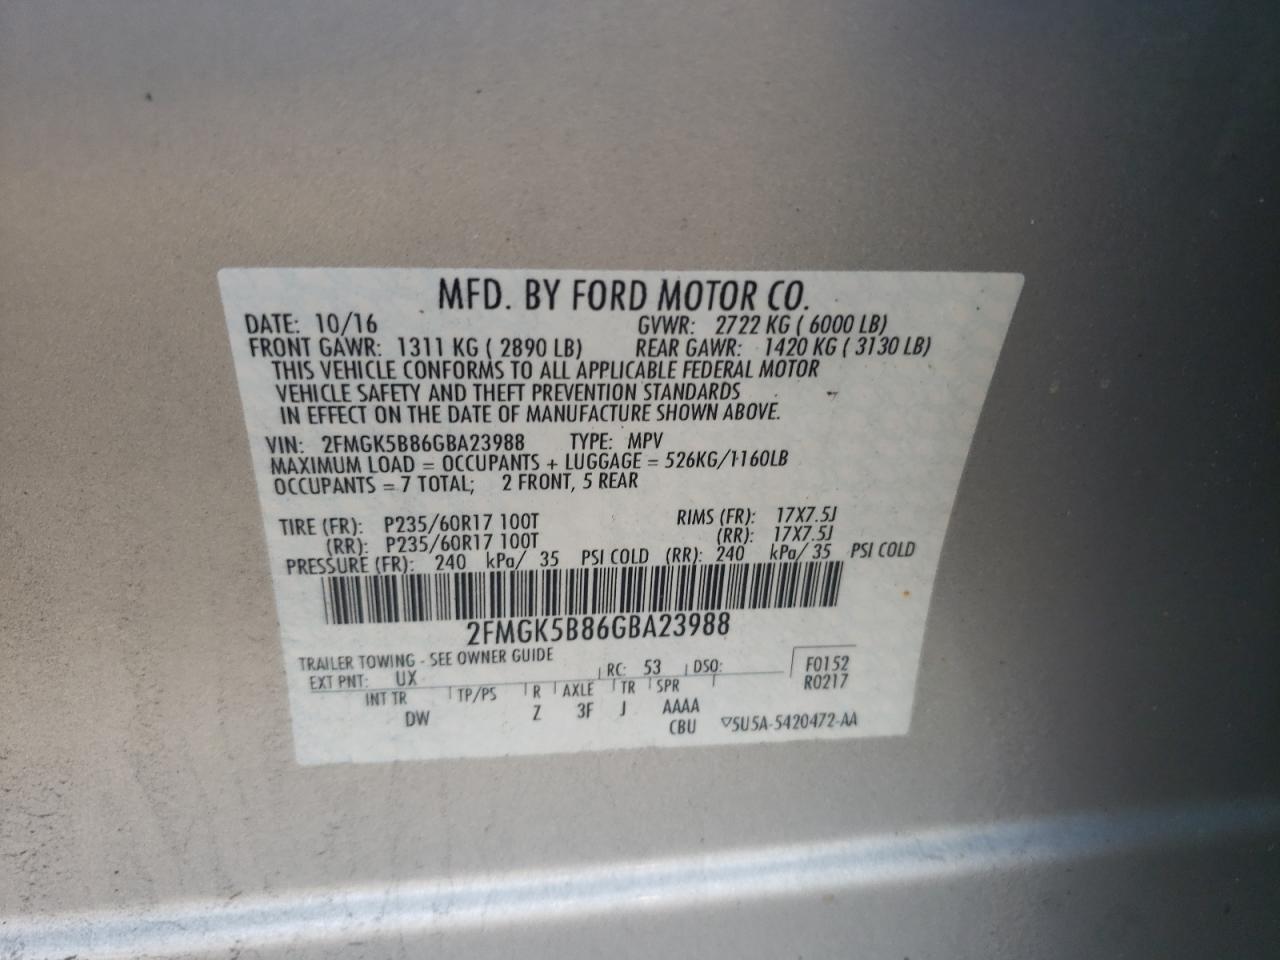 MFD. BY FORD MOTOR CO.
DATE: 10/16 GVWR: 2722 KG ( 6000 LB)
FRONT GAWR: 1311 KG ( 2890 LB) REAR GAWR: 1420 KG ( 3130 LB)
THIS VEHICLE CONFORMS TO ALL APPLICABLE FEDERAL MOTOR
VEHICLE SAFETY AND THEFT PREVENTION STANDARDS
IN EFFECT ON THE DATE OF MANUFACTURE SHOWN ABOVE.
VIN: 2FMGK5B86GBA23988 TYPE: MPV
MAXIMUM LOAD = OCCUPANTS + LUGGAGE = 526KG/1160LB
OCCUPANTS = 7 TOTAL; 2 FRONT, 5 REAR
TIRE (FR): P235/60R17 100T RIMS (FR): 17X7.5J
(RR): P235/60R17 100T (RR): 17X7.5J
PRESSURE (FR): 240 kPa/ 35 PSI COLD (RR): 240 kPa/ 35 PSI COLD
2FMGK5B86GBA23988
TRAILER TOWING - SEE OWNER GUIDE
EXT PNT: UX RC: 53 DSO: F0152
R0217
INT TR TP/PS R AXLE TR SPR
DW Z 3F J AAAA
CBU ▽5U5A-5420472-AA